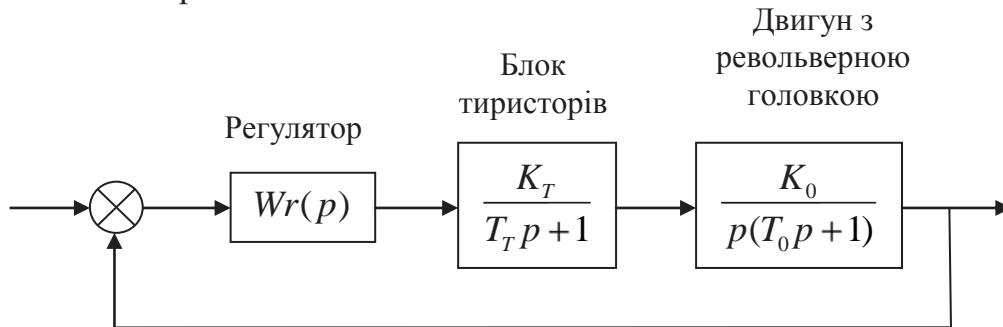 Двигун з
револьверною
головкою
Блок
тиристорів
Регулятор
Wr(p)
K_T
T_T p + 1
K_0
p(T_0 p + 1)